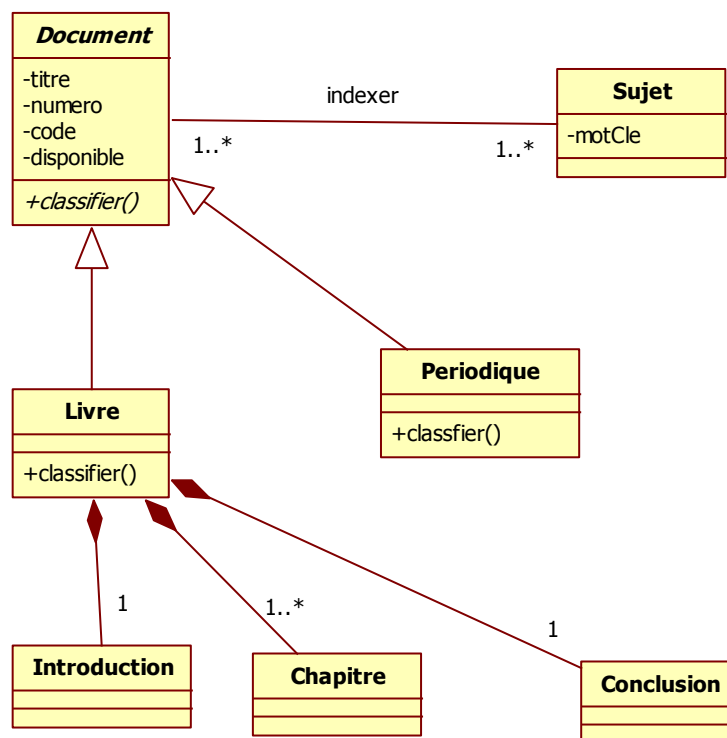 Document
-titre
-numero
-code
-disponible
+classifier()
indexer
1..*
1..*
Sujet
-motCle
Periodique
+classfier()
Livre
+classifier()
1
1..*
1
Introduction
Chapitre
Conclusion